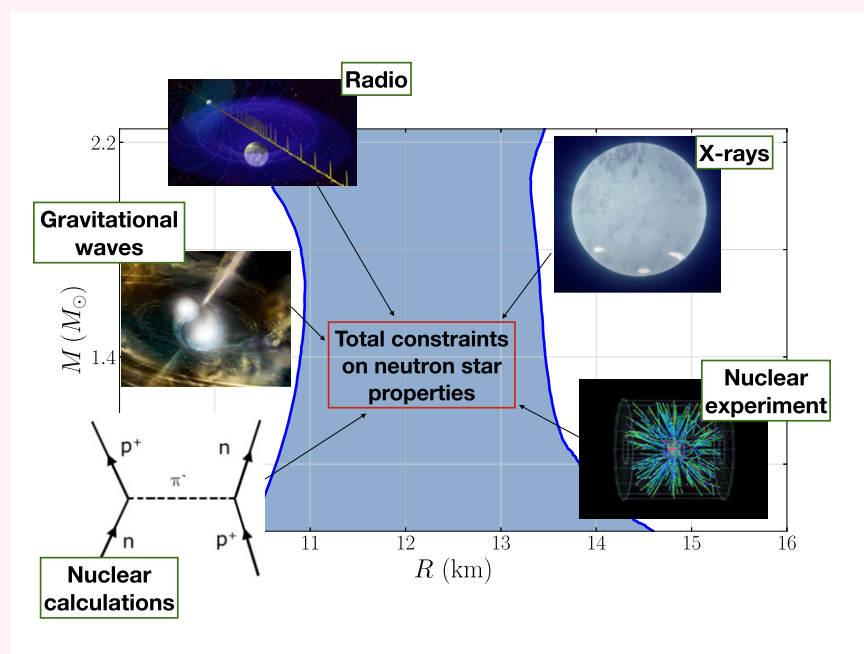 Radio
2.2
X-rays
Gravitational
waves
M (M⊙)
Total constraints
on neutron star
properties
1.4
Nuclear
experiment
p⁺
n
π⁻
n
p⁺
11
12
13
14
15
16
R (km)
Nuclear
calculations